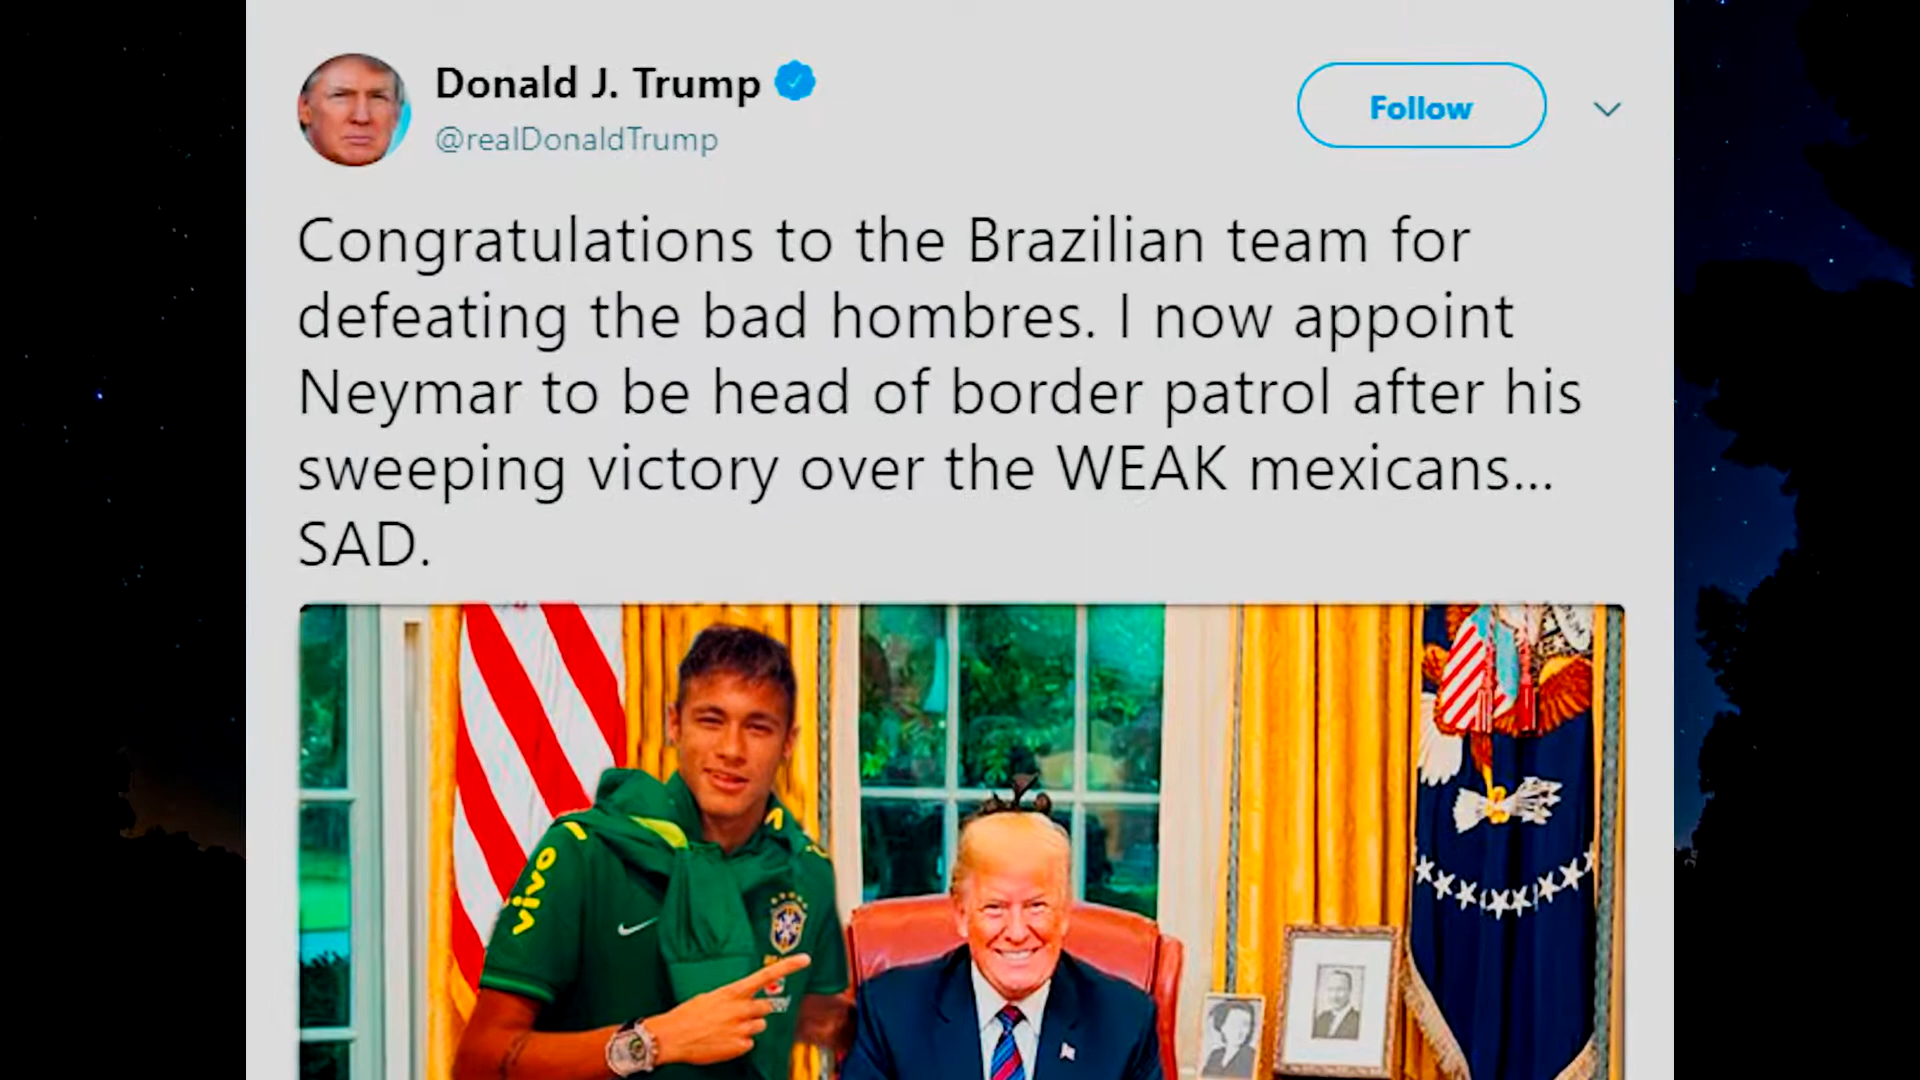 Donald J. Trump
@realDonaldTrump
Follow
Congratulations to the Brazilian team for
defeating the bad hombres. I now appoint
Neymar to be head of border patrol after his
sweeping victory over the WEAK mexicans...
SAD.
vivo